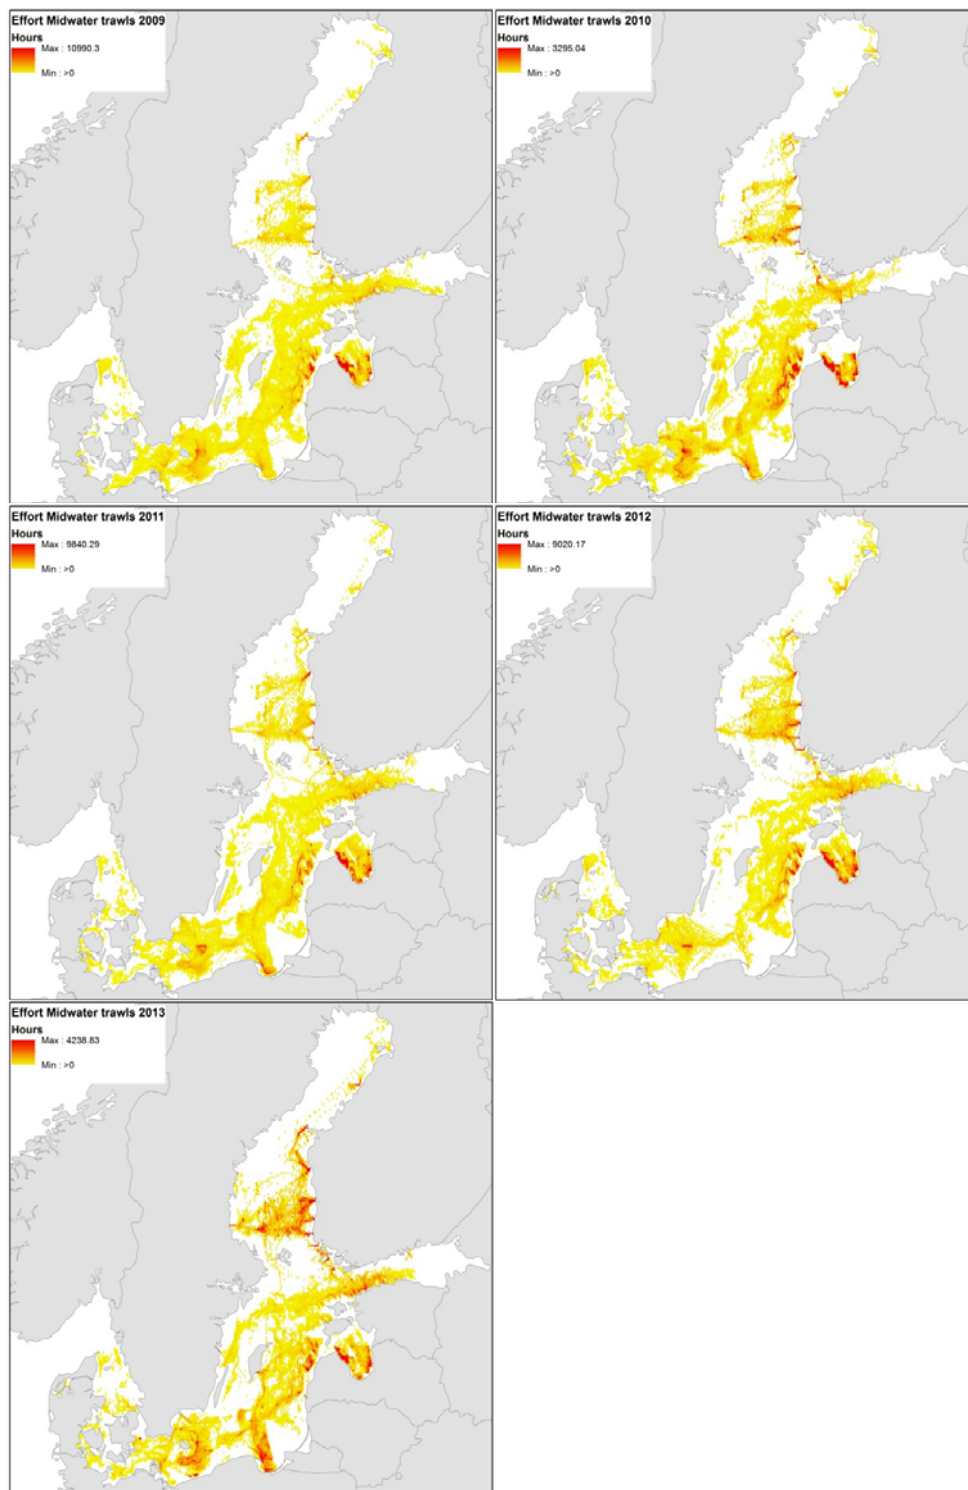 Effort Midwater trawls 2009
Hours
Max : 10990.3
Min : >0
Effort Midwater trawls 2010
Hours
Max : 3295.04
Min : >0
Effort Midwater trawls 2011
Hours
Max : 9840.29
Min : >0
Effort Midwater trawls 2012
Hours
Max : 9020.17
Min : >0
Effort Midwater trawls 2013
Hours
Max : 4238.83
Min : >0